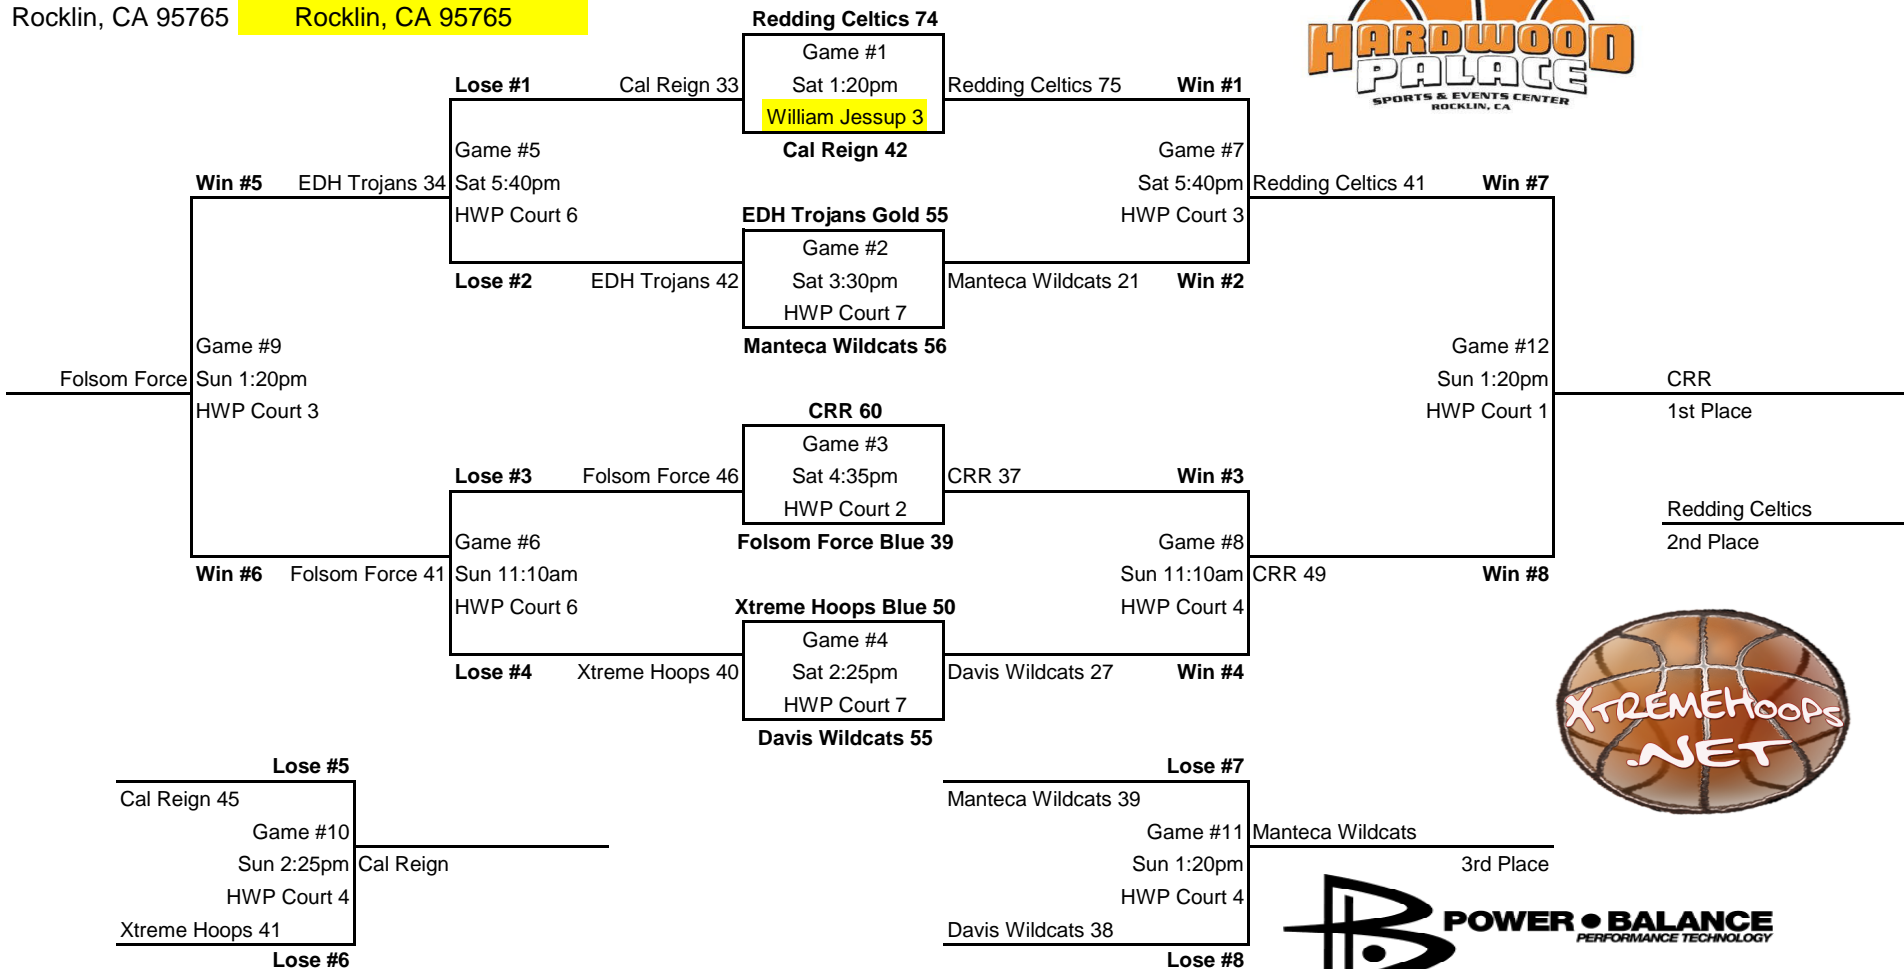 Rocklin, CA 95765 Rocklin, CA 95765
Redding Celtics 74
HARDWOOD
PALACE
SPORTS & EVENTS CENTER
ROCKLIN, CA
Game #1
Lose #1 Cal Reign 33 Sat 1:20pm Redding Celtics 75 Win #1
William Jessup 3
Game #5 Cal Reign 42 Game #7
Win #5 EDH Trojans 34 Sat 5:40pm Sat 5:40pm Redding Celtics 41 Win #7
HWP Court 6 EDH Trojans Gold 55 HWP Court 3
Game #2
Lose #2 EDH Trojans 42 Sat 3:30pm Manteca Wildcats 21 Win #2
HWP Court 7
Game #9 Manteca Wildcats 56 Game #12
Folsom Force Sun 1:20pm Sun 1:20pm CRR
HWP Court 3 CRR 60 HWP Court 1 1st Place
Game #3
Lose #3 Folsom Force 46 Sat 4:35pm CRR 37 Win #3
HWP Court 2 Redding Celtics
Game #6 Folsom Force Blue 39 Game #8 2nd Place
Win #6 Folsom Force 41 Sun 11:10am Sun 11:10am CRR 49 Win #8
HWP Court 6 Xtreme Hoops Blue 50 HWP Court 4
Game #4
Lose #4 Xtreme Hoops 40 Sat 2:25pm Davis Wildcats 27 Win #4
HWP Court 7
XTREMEHOOPS
.NET
Davis Wildcats 55
Lose #5 Lose #7
Cal Reign 45 Manteca Wildcats 39
Game #10 Game #11 Manteca Wildcats
Sun 2:25pm Cal Reign Sun 1:20pm 3rd Place
HWP Court 4 HWP Court 4
Xtreme Hoops 41 Davis Wildcats 38
POWER BALANCE
PERFORMANCE TECHNOLOGY
Lose #6 Lose #8